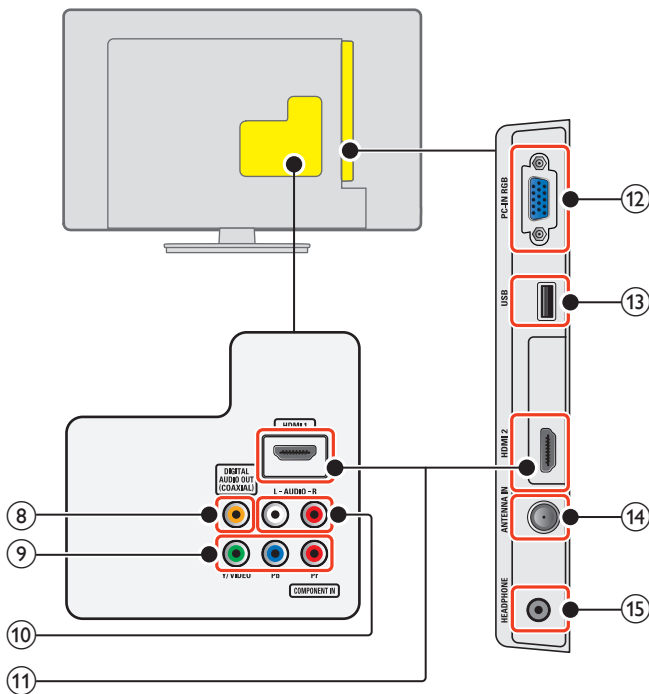 PC-IN RGB
⑫
USB
⑬
HDMI 1
HDMI 2
DIGITAL
AUDIO OUT
(COAXIAL)
L - AUDIO - R
⑧
ANTENNA IN
⑭
⑨
Y/ VIDEO
Pb
Pr
COMPONENT IN
HEADPHONE
⑮
⑩
⑪